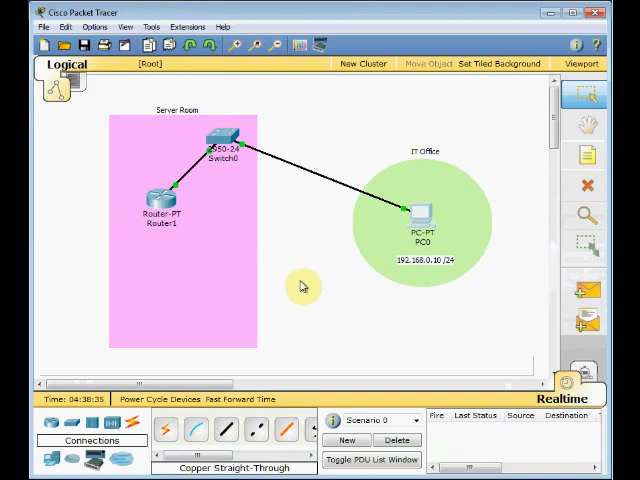 Cisco Packet Tracer
File Edit Options View Tools Extensions Help
Logical [Root] New Cluster Move Object Set Tiled Background Viewport
Server Room
2950-24
Switch0
IT Office
Router-PT
Router1
PC-PT
PC0
192.168.0.10 /24
Time: 04:38:35 Power Cycle Devices Fast Forward Time Realtime
Scenario 0
Fire Last Status Source Destination
Connections
New Delete
Copper Straight-Through
Toggle PDU List Window